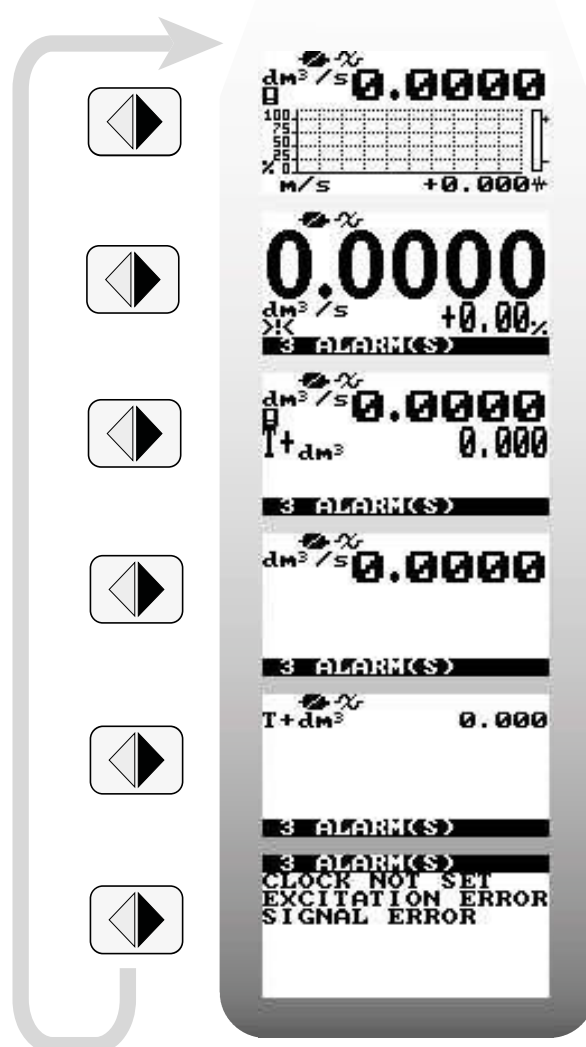 dm³/s 0.0000
100
75
50
25
% 0
+
-
m/s +0.000
0.0000
dm³/s +0.00%
3 ALARM(S)
dm³/s 0.0000
T+ dm³ 0.000
3 ALARM(S)
dm³/s 0.0000
3 ALARM(S)
T+dm³ 0.000
3 ALARM(S)
3 ALARM(S)
CLOCK NOT SET
EXCITATION ERROR
SIGNAL ERROR